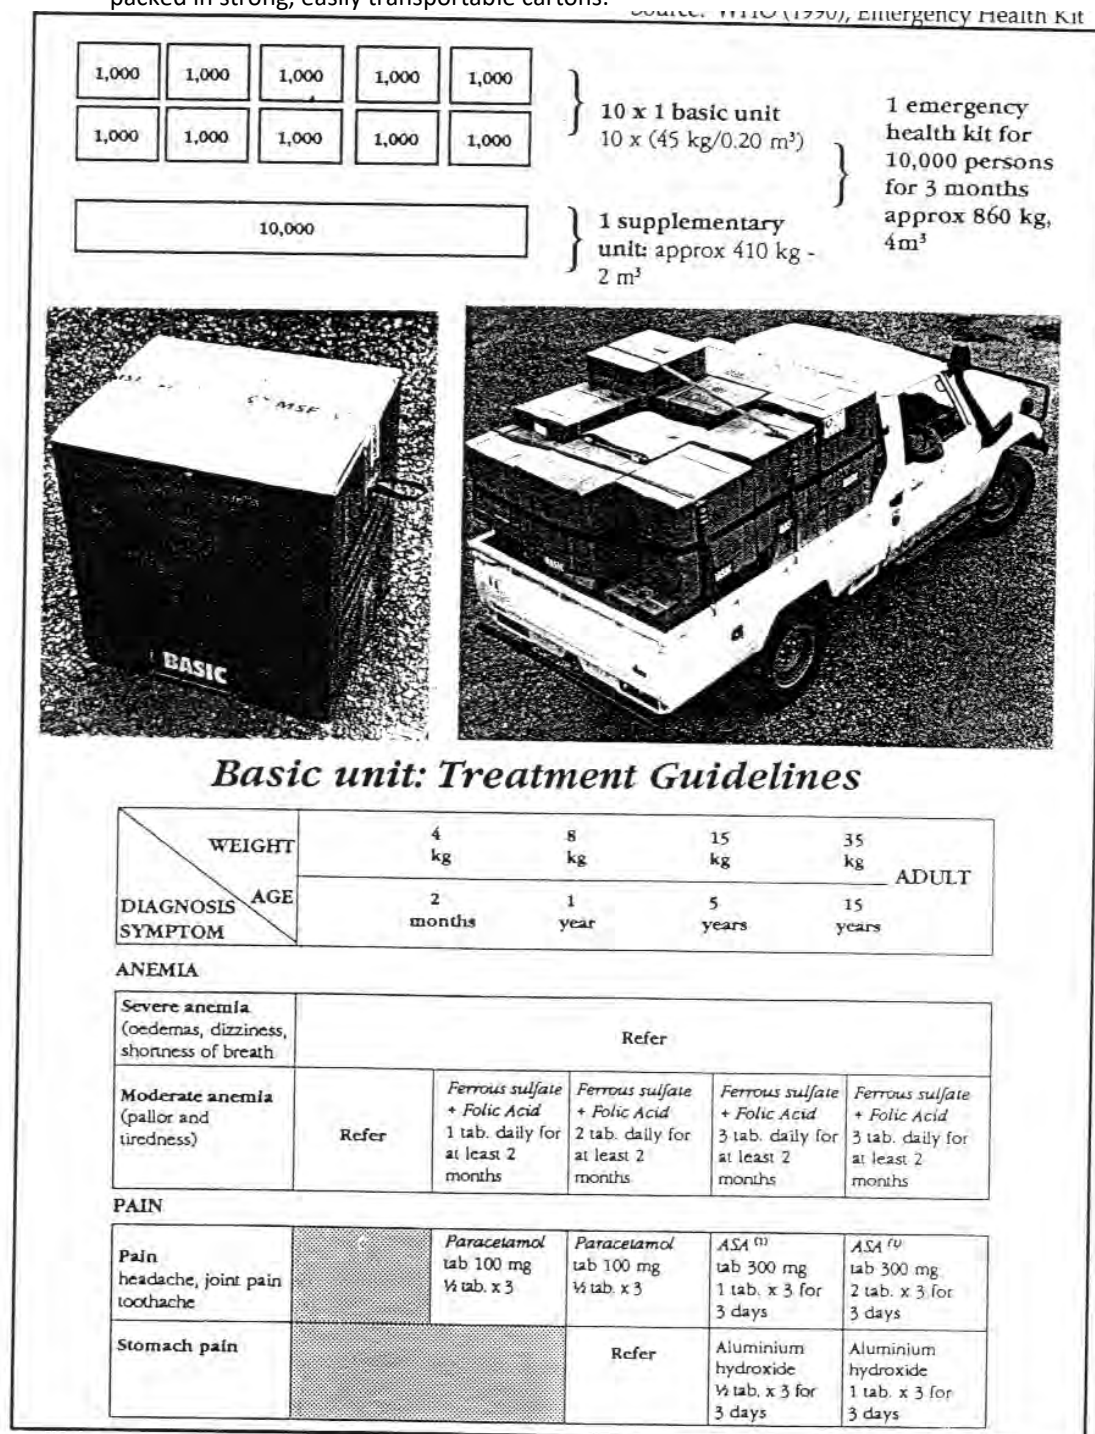 packed in strong, easily transportable cartons.
Source: WHO (1990), Emergency Health Kit
1,000 1,000 1,000 1,000 1,000
1,000 1,000 1,000 1,000 1,000
10 x 1 basic unit
10 x (45 kg/0.20 m³)
1 emergency
health kit for
10,000 persons
for 3 months
approx 860 kg,
4m³
10,000
1 supplementary
unit: approx 410 kg -
2 m³
MSF
BASIC
BASIC
Basic unit: Treatment Guidelines
WEIGHT
4 kg
8 kg
15 kg
35 kg
ADULT
AGE
DIAGNOSIS
SYMPTOM
2 months
1 year
5 years
15 years
ANEMIA
Severe anemia
(oedemas, dizziness,
shortness of breath
Refer
Moderate anemia
(pallor and
tiredness)
Refer
Ferrous sulfate
+ Folic Acid
1 tab. daily for
at least 2
months
Ferrous sulfate
+ Folic Acid
2 tab. daily for
at least 2
months
Ferrous sulfate
+ Folic Acid
3 tab. daily for
at least 2
months
Ferrous sulfate
+ Folic Acid
3 tab. daily for
at least 2
months
PAIN
Pain
headache, joint pain
toothache
Paracetamol
tab 100 mg
½ tab. x 3
Paracetamol
tab 100 mg
½ tab. x 3
ASA (1)
tab 300 mg
1 tab. x 3 for
3 days
ASA (1)
tab 300 mg
2 tab. x 3 for
3 days
Stomach pain
Refer
Aluminium
hydroxide
½ tab. x 3 for
3 days
Aluminium
hydroxide
1 tab. x 3 for
3 days